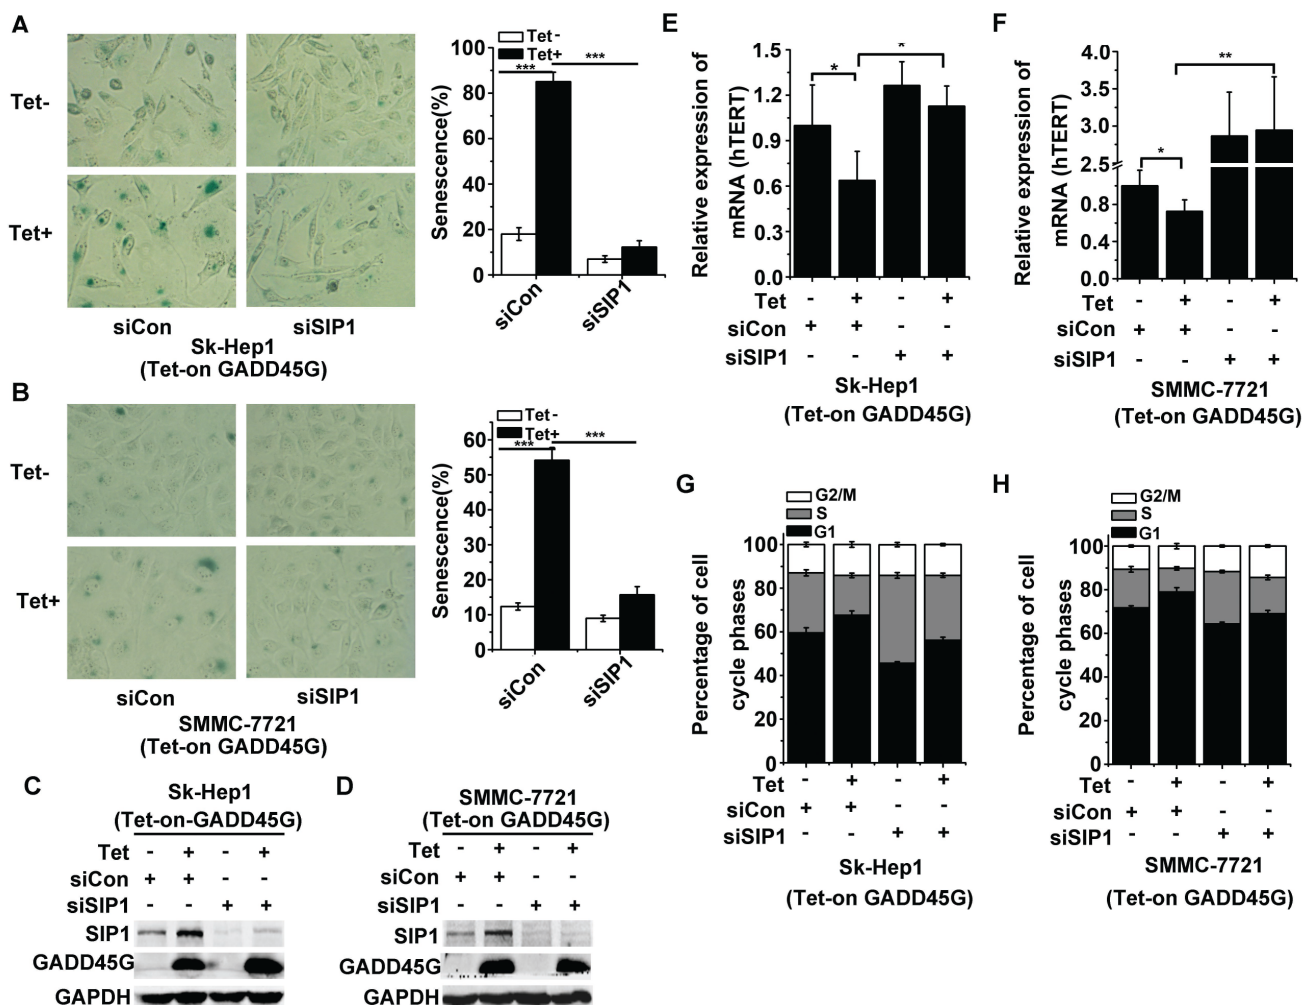 A
Tet-
Tet+
siCon siSIP1
Sk-Hep1
(Tet-on GADD45G)
Tet-
Tet+
Senescence(%)
100
80
60
40
20
0
***
***
siCon
siSIP1
B
Tet-
Tet+
siCon siSIP1
SMMC-7721
(Tet-on GADD45G)
Tet-
Tet+
Senescence(%)
60
50
40
30
20
10
0
***
***
siCon
siSIP1
C
Sk-Hep1
(Tet-on-GADD45G)
Tet - + - +
siCon + + - -
siSIP1 - - + +
SIP1
GADD45G
GAPDH
D
SMMC-7721
(Tet-on GADD45G)
Tet - + - +
siCon + + - -
siSIP1 - - + +
SIP1
GADD45G
GAPDH
E
Relative expression of
mRNA (hTERT)
1.5
1.2
0.9
0.6
0.3
0.0
*
*
Tet - + - +
siCon + + - -
siSIP1 - - + +
Sk-Hep1
(Tet-on GADD45G)
F
Relative expression of
mRNA (hTERT)
4.0
3.5
3.0
2.5
2.5
0.8
0.4
0.0
*
**
Tet - + - +
siCon + + - -
siSIP1 - - + +
SMMC-7721
(Tet-on GADD45G)
G
G2/M
S
G1
Percentage of cell
cycle phases
100
80
60
40
20
0
Tet - + - +
siCon + + - -
siSIP1 - - + +
Sk-Hep1
(Tet-on GADD45G)
H
G2/M
S
G1
Percentage of cell
cycle phases
100
80
60
40
20
0
Tet - + - +
siCon + + - -
siSIP1 - - + +
SMMC-7721
(Tet-on GADD45G)